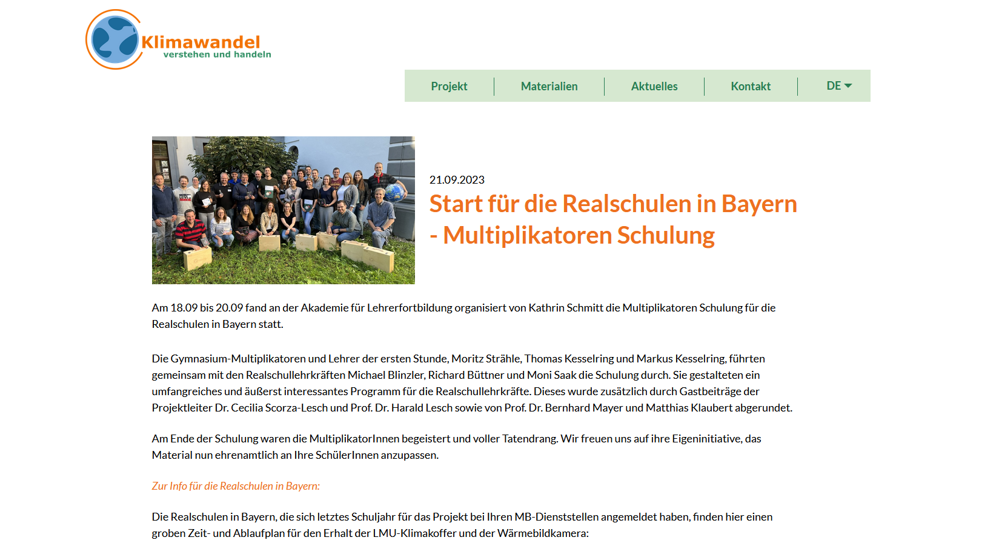 Klimawandel
verstehen und handeln
Projekt
Materialien
Aktuelles
Kontakt
DE
21.09.2023
Start für die Realschulen in Bayern
- Multiplikatoren Schulung
Am 18.09 bis 20.09 fand an der Akademie für Lehrerfortbildung organisiert von Kathrin Schmitt die Multiplikatoren Schulung für die
Realschulen in Bayern statt.
Die Gymnasium-Multiplikatoren und Lehrer der ersten Stunde, Moritz Strähle, Thomas Kesselring und Markus Kesselring, führten
gemeinsam mit den Realschullehrkräften Michael Blinzler, Richard Büttner und Moni Saak die Schulung durch. Sie gestalteten ein
umfangreiches und äußerst interessantes Programm für die Realschullehrkräfte. Dieses wurde zusätzlich durch Gastbeiträge der
Projektleiter Dr. Cecilia Scorza-Lesch und Prof. Dr. Harald Lesch sowie von Prof. Dr. Bernhard Mayer und Matthias Klaubert abgerundet.
Am Ende der Schulung waren die MultiplikatorInnen begeistert und voller Tatendrang. Wir freuen uns auf ihre Eigeninitiative, das
Material nun ehrenamtlich an Ihre SchülerInnen anzupassen.
Zur Info für die Realschulen in Bayern:
Die Realschulen in Bayern, die sich letztes Schuljahr für das Projekt bei Ihren MB-Dienststellen angemeldet haben, finden hier einen
groben Zeit- und Ablaufplan für den Erhalt der LMU-Klimakoffer und der Wärmebildkamera: